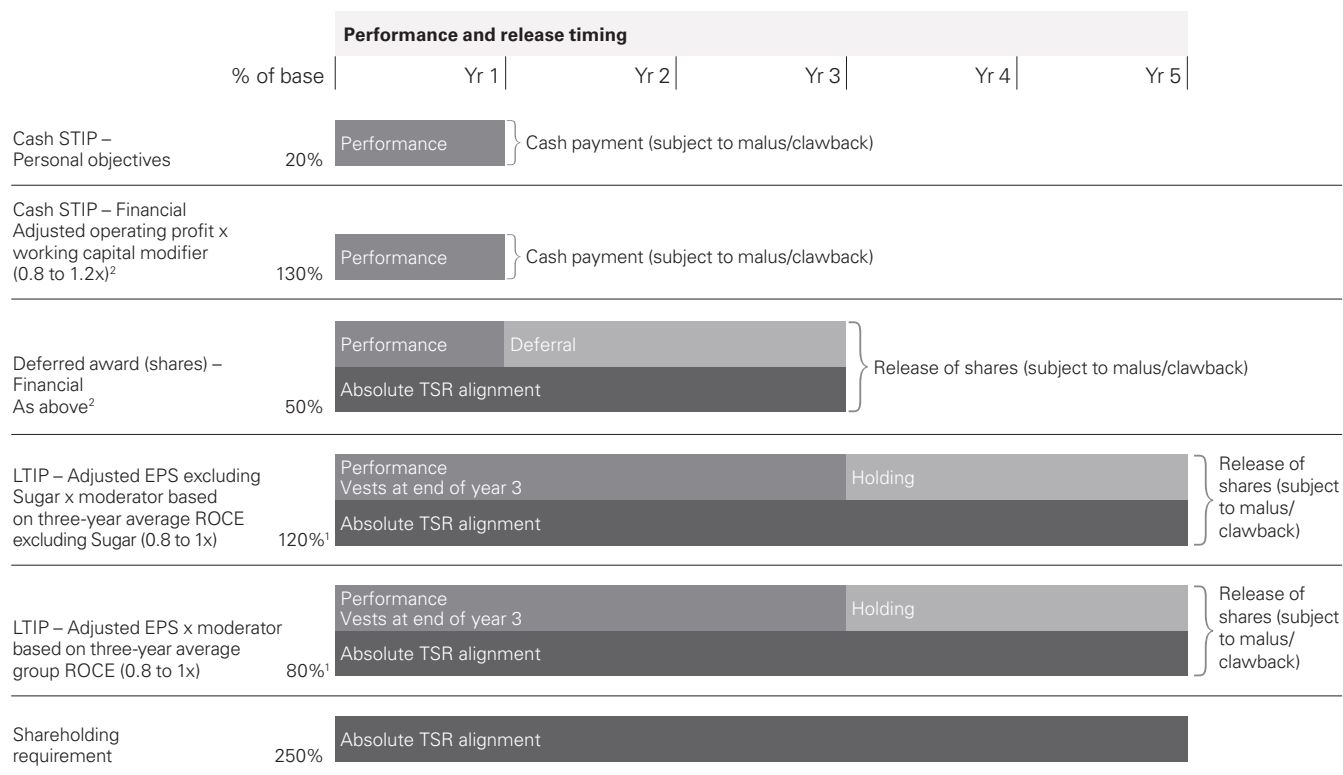 Performance and release timing
% of base Yr 1 Yr 2 Yr 3 Yr 4 Yr 5
Cash STIP –
Personal objectives 20%
Performance
Cash payment (subject to malus/clawback)
Cash STIP – Financial
Adjusted operating profit x
working capital modifier
(0.8 to 1.2x)² 130%
Performance
Cash payment (subject to malus/clawback)
Deferred award (shares) –
Financial
As above² 50%
Performance Deferral
Absolute TSR alignment
Release of shares (subject to malus/clawback)
LTIP – Adjusted EPS excluding
Sugar x moderator based
on three-year average ROCE
excluding Sugar (0.8 to 1x) 120%¹
Performance
Vests at end of year 3
Holding
Absolute TSR alignment
Release of
shares (subject
to malus/
clawback)
LTIP – Adjusted EPS x moderator
based on three-year average
group ROCE (0.8 to 1x) 80%¹
Performance
Vests at end of year 3
Holding
Absolute TSR alignment
Release of
shares (subject
to malus/
clawback)
Shareholding
requirement 250%
Absolute TSR alignment